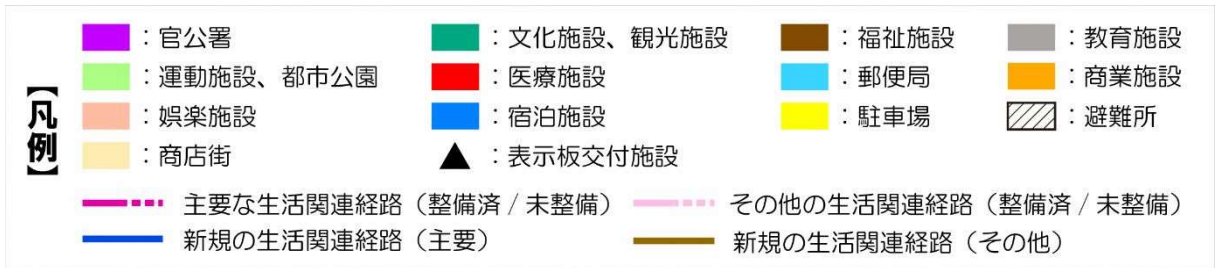 【凡例】
：官公署 ：文化施設、観光施設 ：福祉施設 ：教育施設
：運動施設、都市公園 ：医療施設 ：郵便局 ：商業施設
：娯楽施設 ：宿泊施設 ：駐車場 ：避難所
：商店街 ：表示板交付施設
主要な生活関連経路（整備済 / 未整備） その他の生活関連経路（整備済 / 未整備）
新規の生活関連経路（主要） 新規の生活関連経路（その他）